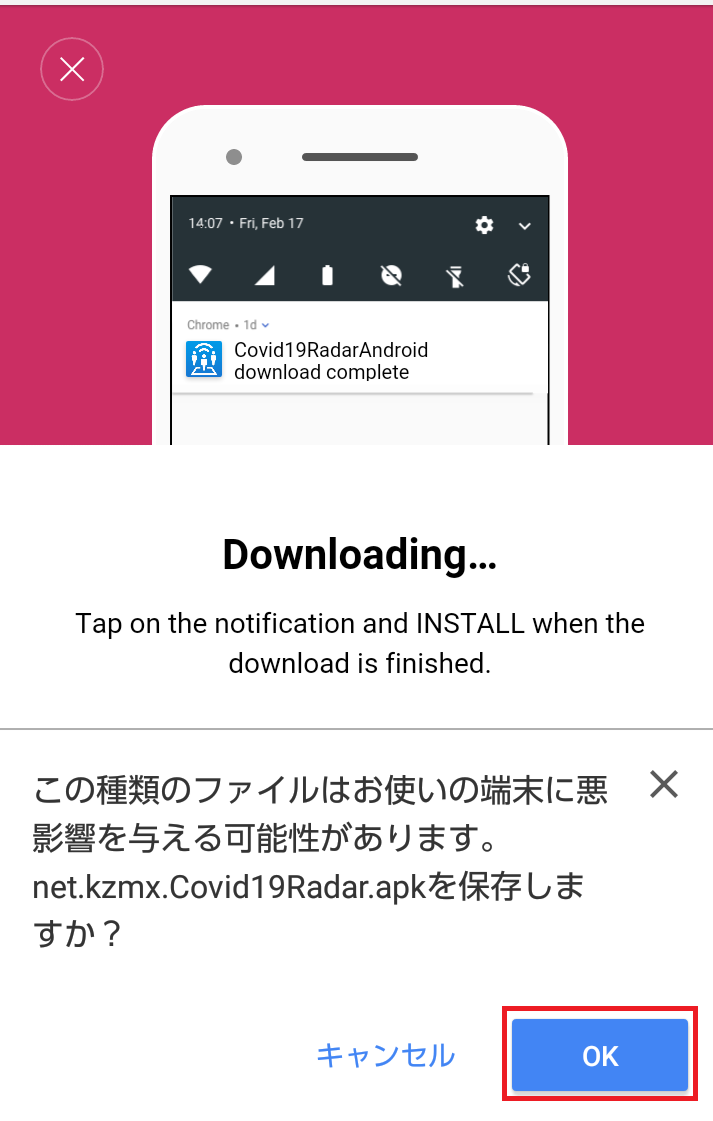 14:07 • Fri, Feb 17
Chrome • 1d
Covid19RadarAndroid
download complete
Downloading...
Tap on the notification and INSTALL when the
download is finished.
この種類のファイルはお使いの端末に悪
影響を与える可能性があります。
net.kzmx.Covid19Radar.apkを保存しま
すか？
キャンセル
OK